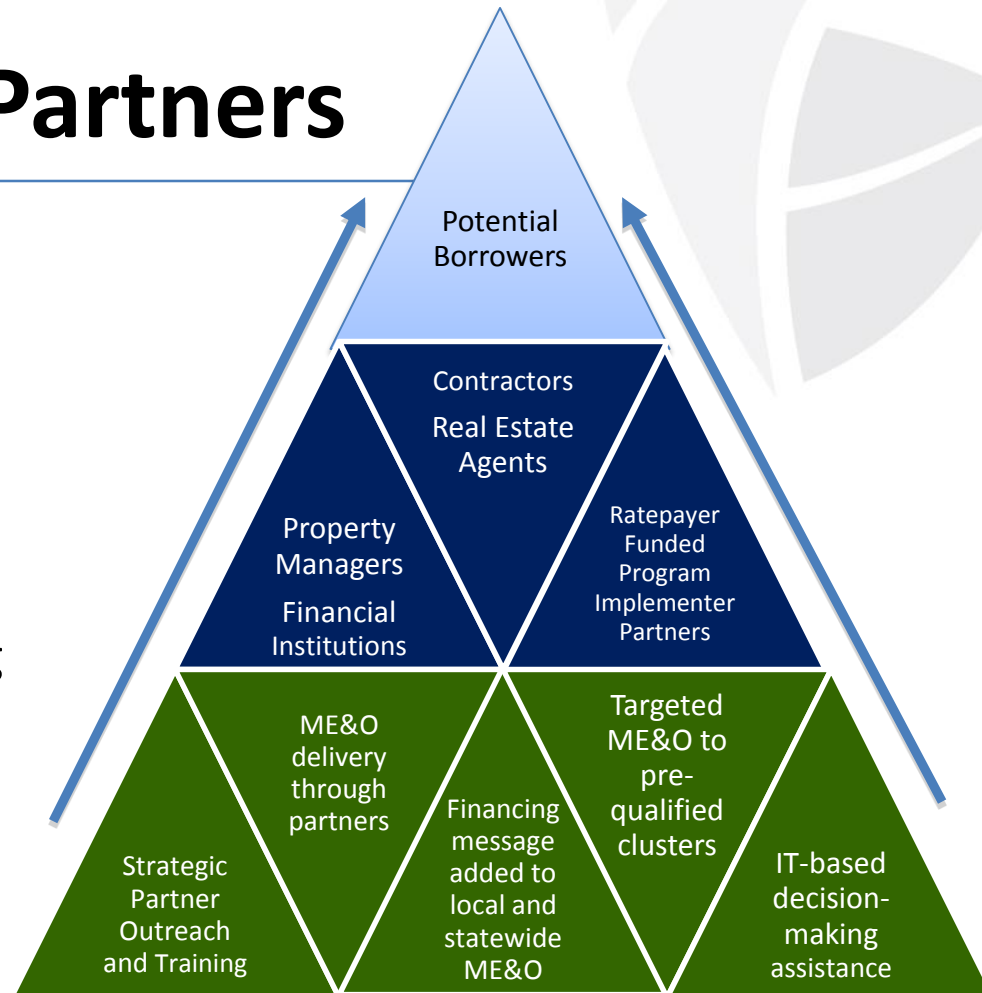 Partners
Potential
Borrowers
Contractors
Real Estate
Agents
Property
Managers
Financial
Institutions
Ratepayer
Funded
Program
Implementer
Partners
g
Strategic
Partner
Outreach
and Training
ME&O
delivery
through
partners
Financing
message
added to
local and
statewide
ME&O
Targeted
ME&O to
pre-
qualified
clusters
IT-based
decision-
making
assistance